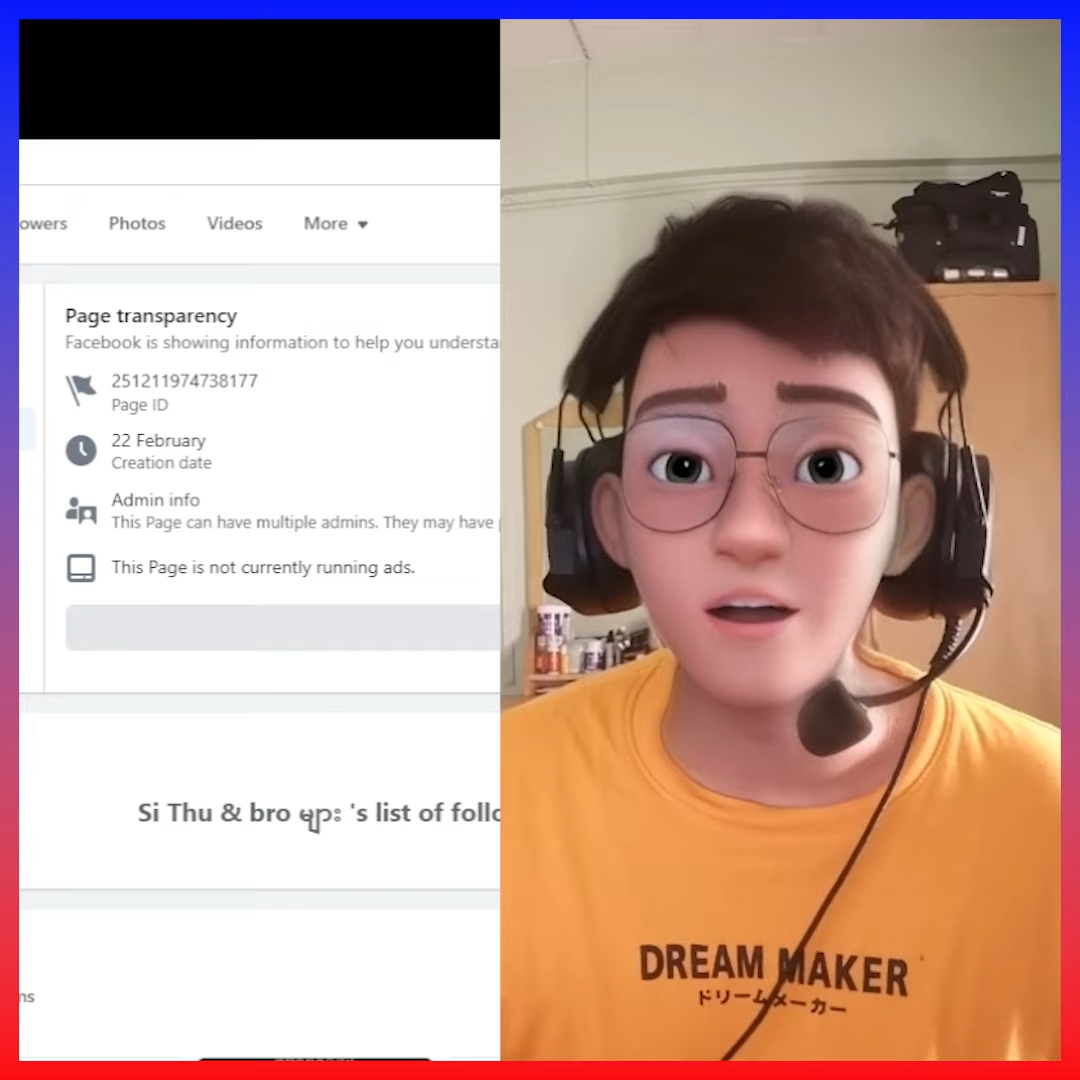 owers Photos Videos More
Page transparency
Facebook is showing information to help you understa
251211974738177
Page ID
22 February
Creation date
Admin info
This Page can have multiple admins. They may have p
This Page is not currently running ads.
Si Thu & bro များ 's list of follo
ns
DREAM MAKER
ドリームメーカー